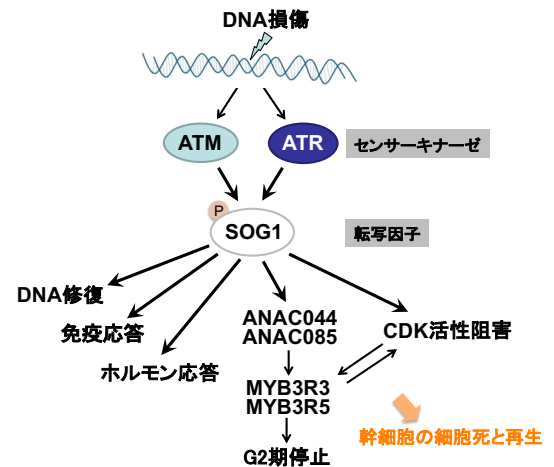 DNA損傷
ATM
ATR
センサーキナーゼ
P
SOG1
転写因子
DNA修復
免疫応答
ホルモン応答
ANAC044
ANAC085
CDK活性阻害
MYB3R3
MYB3R5
幹細胞の細胞死と再生
G2期停止